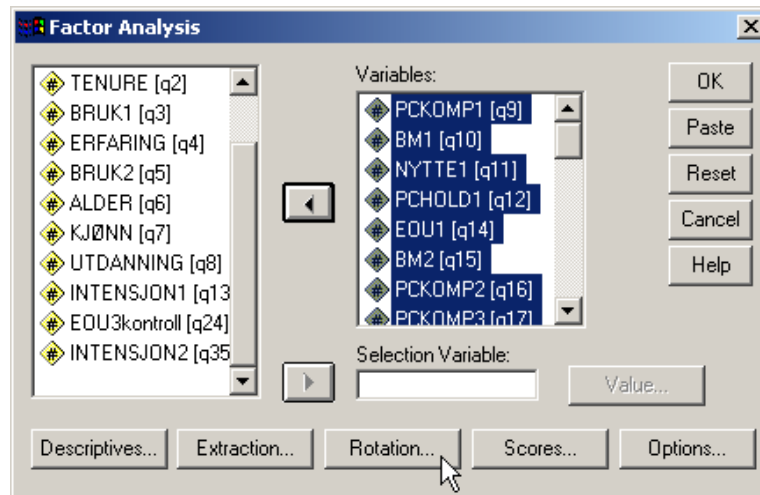 Factor Analysis
TENURE [q2]
BRUK1 [q3]
ERFARING [q4]
BRUK2 [q5]
ALDER [q6]
KJØNN [q7]
UTDANNING [q8]
INTENSJON1 [q13
EOU3kontroll [q24]
INTENSJON2 [q35
Variables:
PCKOMP1 [q9]
BM1 [q10]
NYTTE1 [q11]
PCHOLD1 [q12]
EOU1 [q14]
BM2 [q15]
PCKOMP2 [q16]
PCKOMP3 [q17]
Selection Variable:
Value...
OK
Paste
Reset
Cancel
Help
Descriptives...
Extraction...
Rotation...
Scores...
Options...